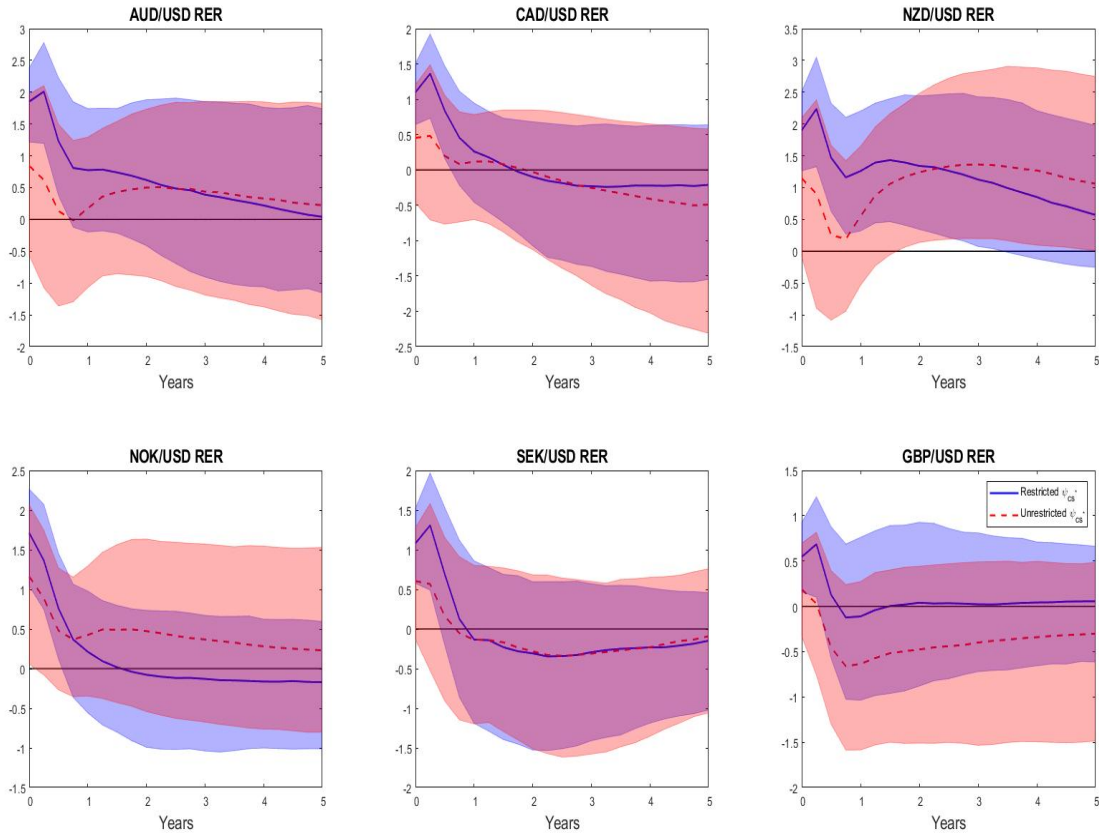 AUD/USD RER
3
2.5
2
1.5
1
0.5
0
-0.5
-1
-1.5
-2
0 1 2 3 4 5
Years
CAD/USD RER
2
1.5
1
0.5
0
-0.5
-1
-1.5
-2
-2.5
0 1 2 3 4 5
Years
NZD/USD RER
3.5
3
2.5
2
1.5
1
0.5
0
-0.5
-1
-1.5
0 1 2 3 4 5
Years
NOK/USD RER
2.5
2
1.5
1
0.5
0
-0.5
-1
-1.5
0 1 2 3 4 5
Years
SEK/USD RER
2
1.5
1
0.5
0
-0.5
-1
-1.5
-2
0 1 2 3 4 5
Years
GBP/USD RER
1.5
1
0.5
0
-0.5
-1
-1.5
-2
0 1 2 3 4 5
Years
Restricted ψcs*
Unrestricted ψcs*